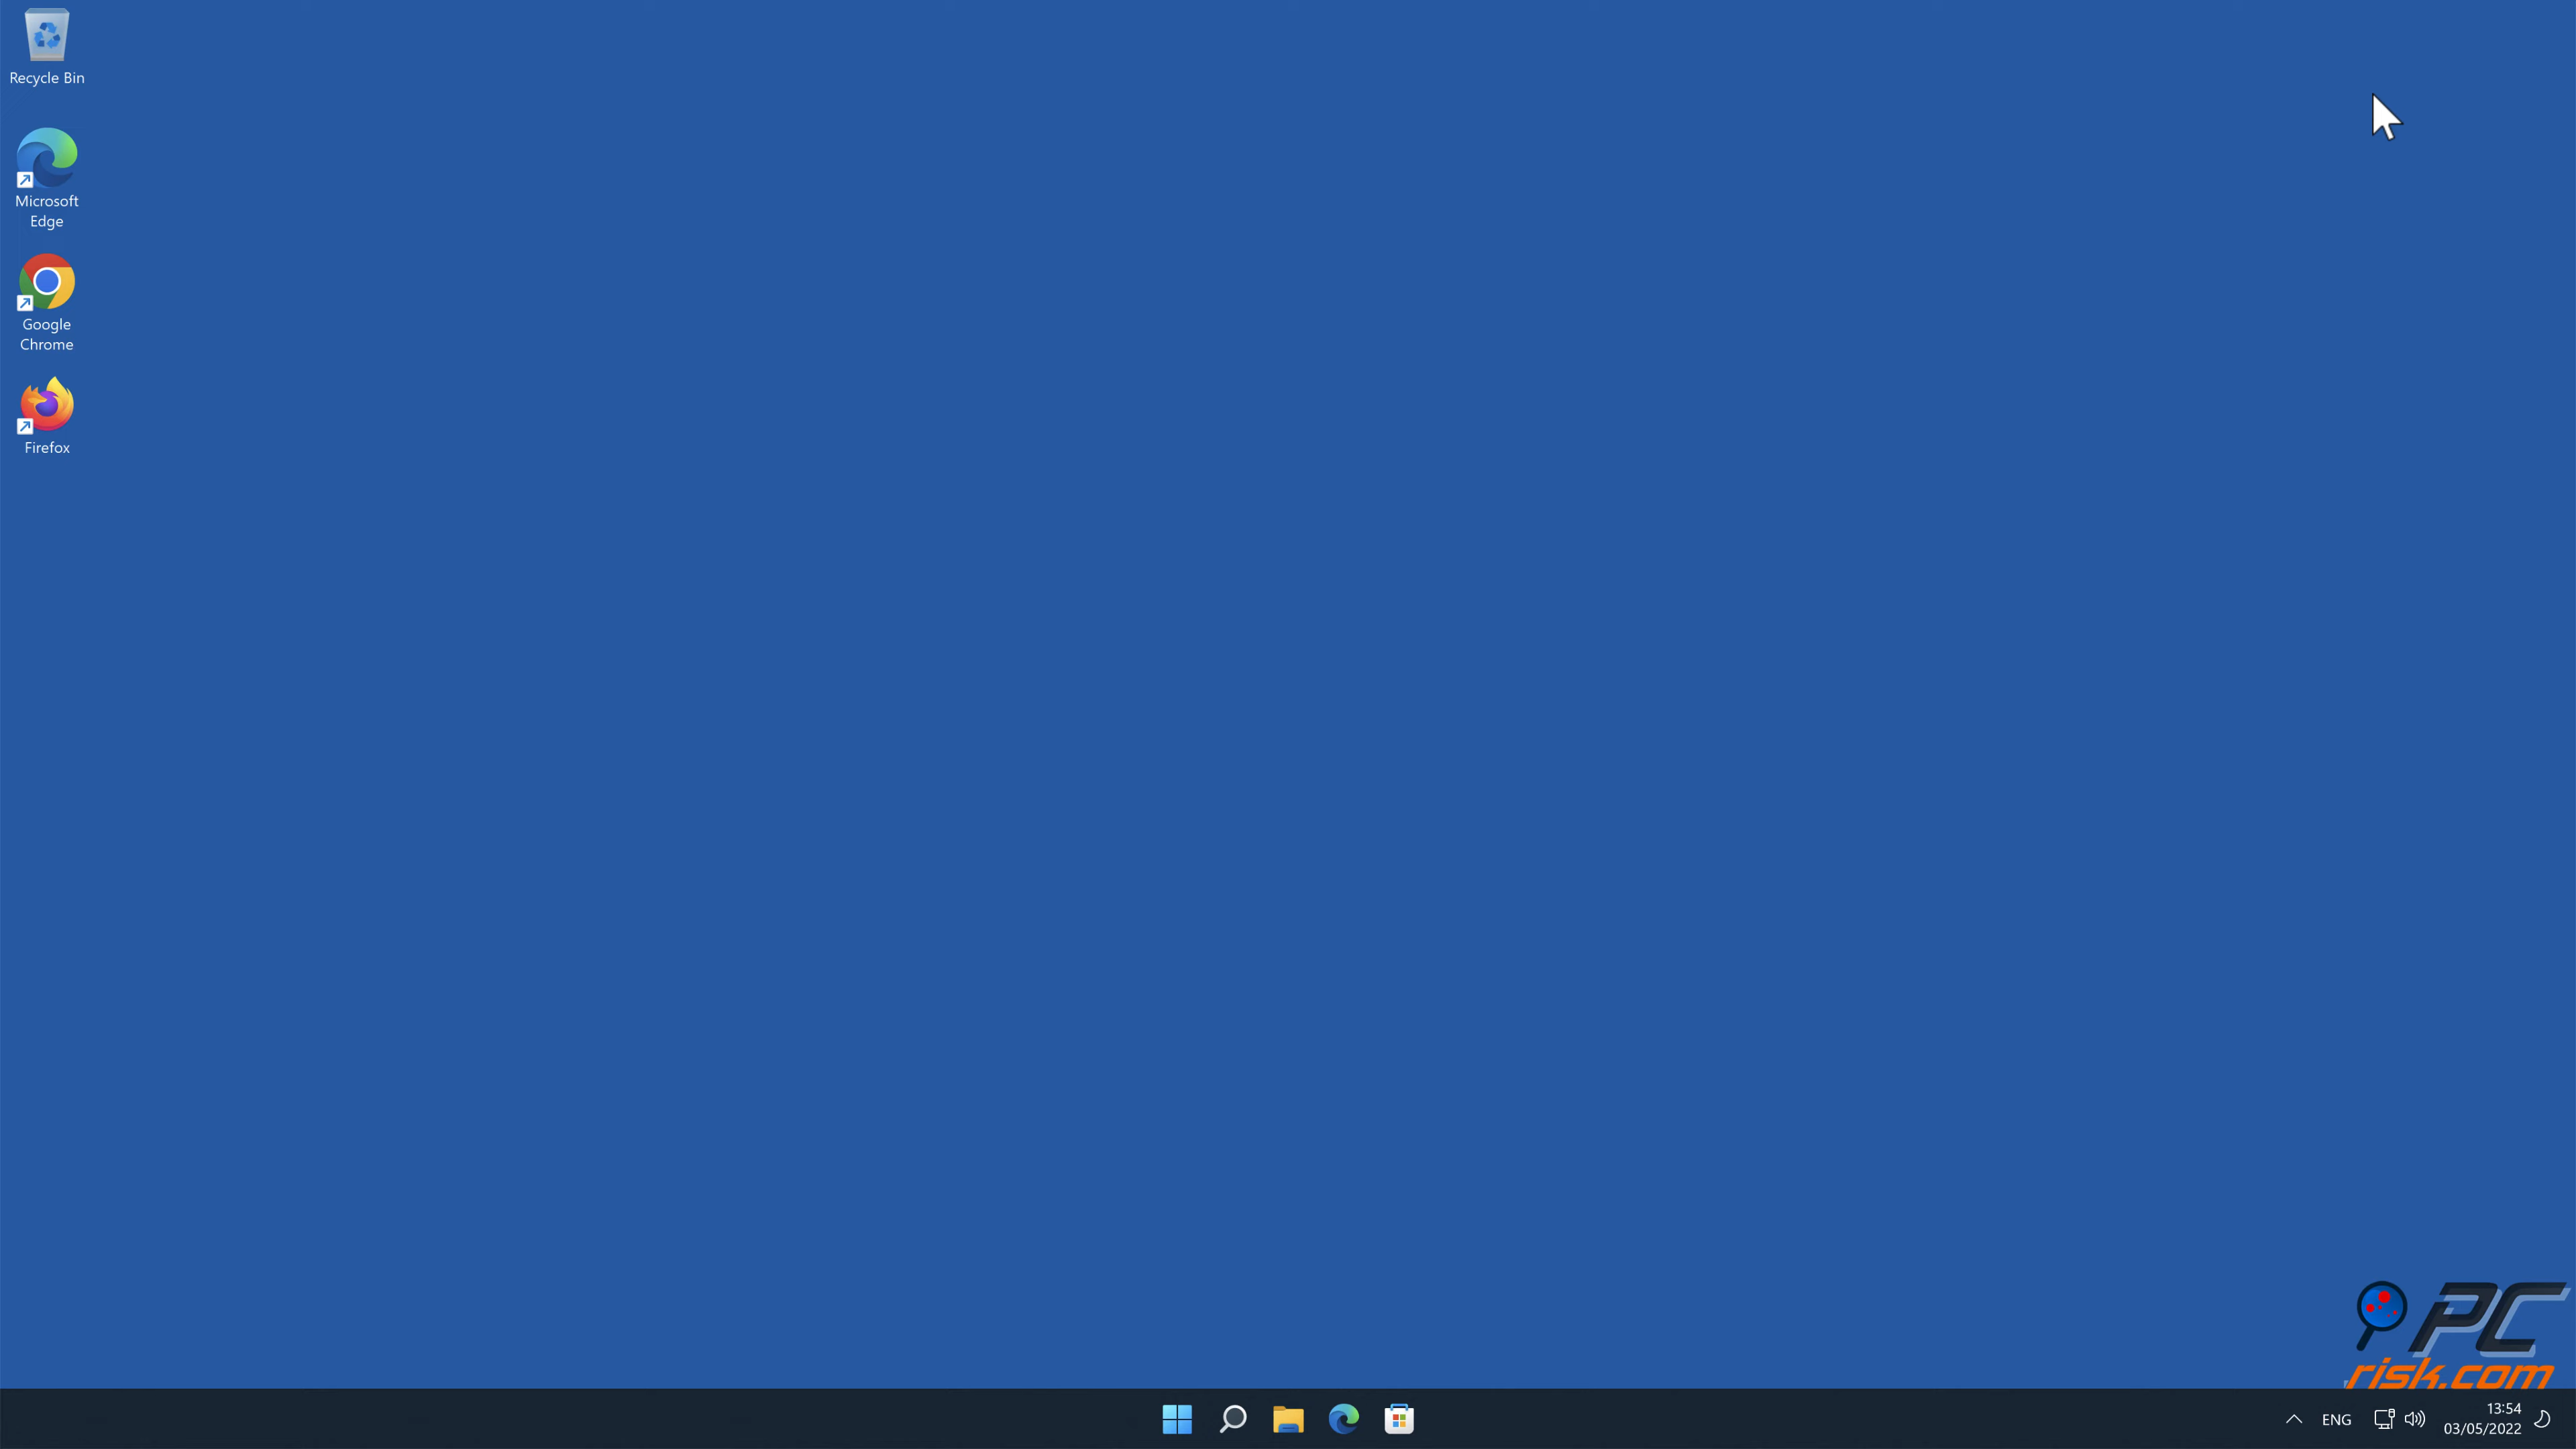 Recycle Bin
Microsoft
Edge
Google
Chrome
Firefox
PC
risk.com
ENG
13:54
03/05/2022